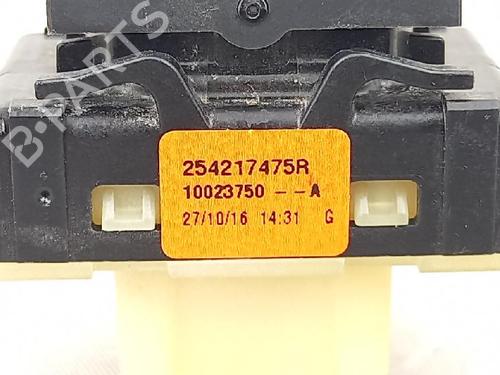 B-PARTS
254217475R
10023750 -- A
27/10/16 14:31 G